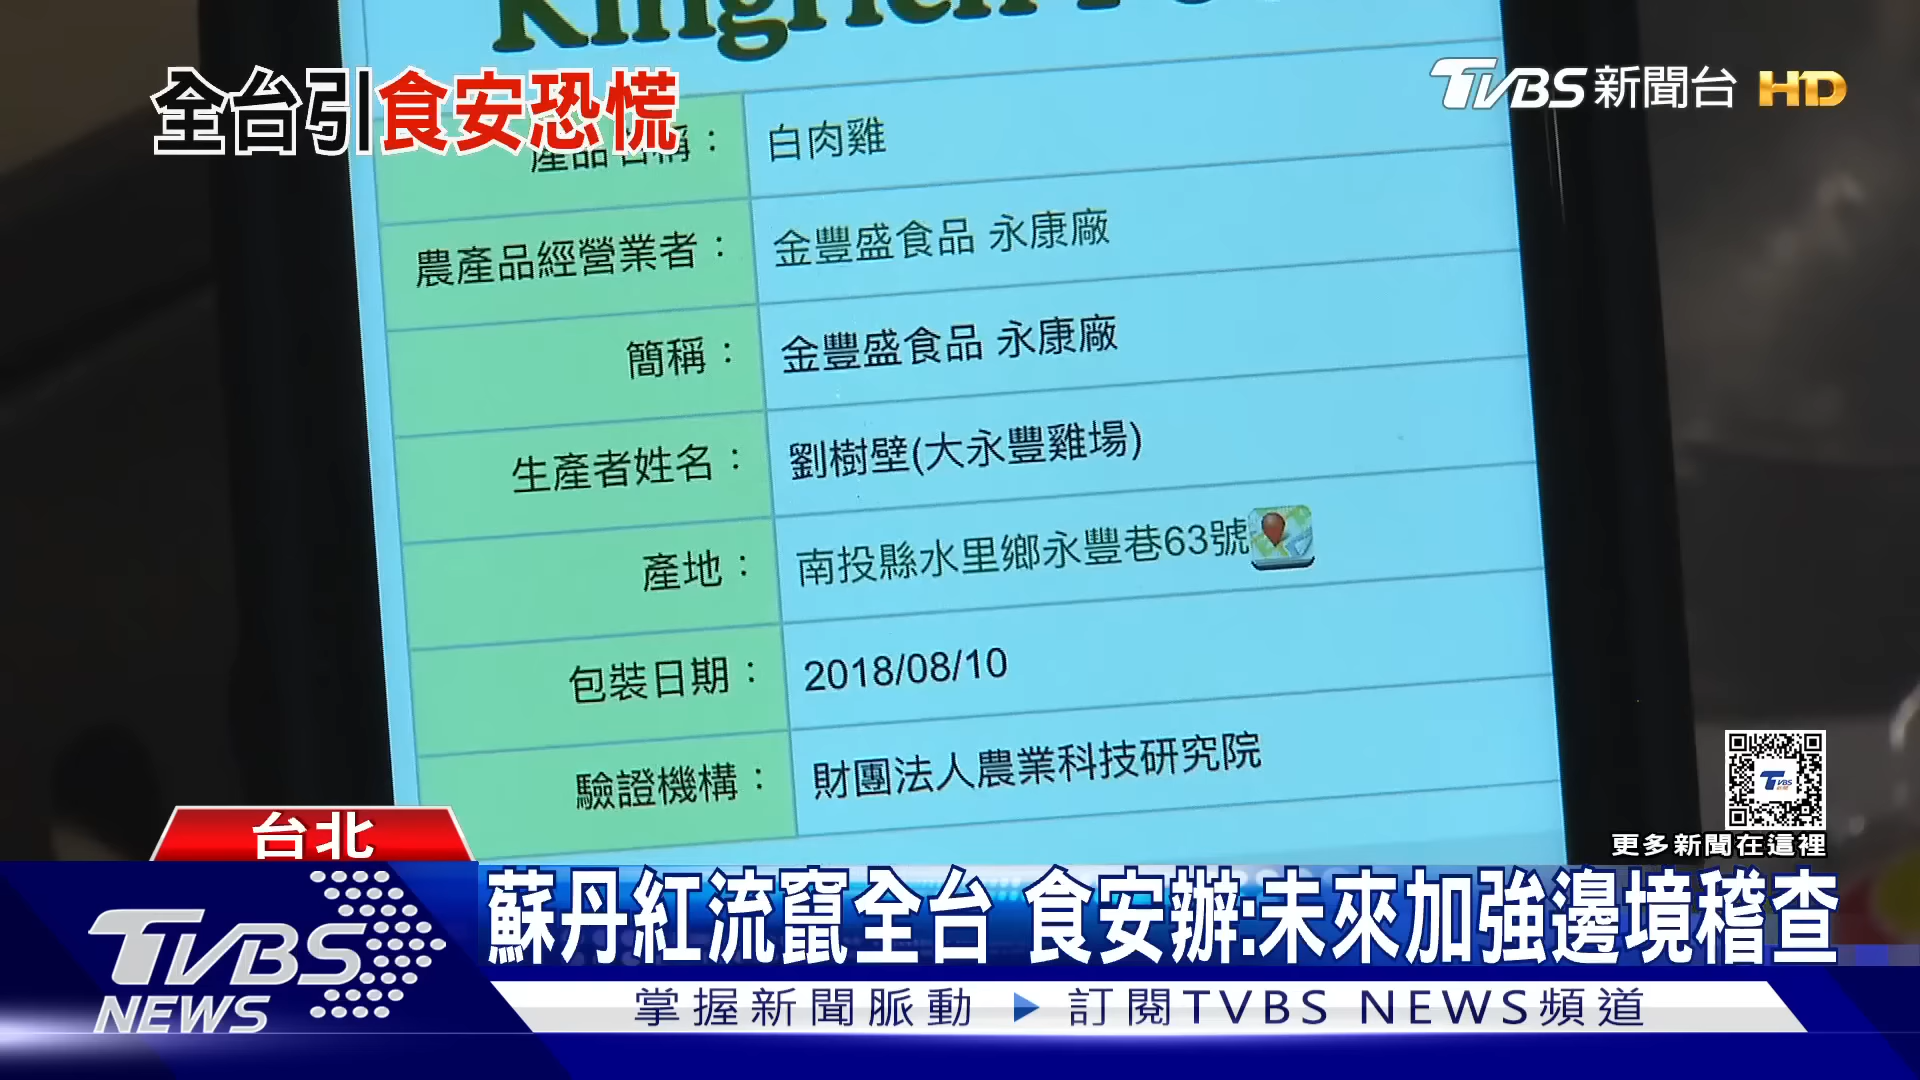 全台引食安恐慌
TVBS新聞台 HD
產品名稱： 白肉雞
農產品經營業者： 金豐盛食品 永康廠
簡稱： 金豐盛食品 永康廠
生產者姓名： 劉樹壁(大永豐雞場)
產地： 南投縣水里鄉永豐巷63號
包裝日期： 2018/08/10
驗證機構： 財團法人農業科技研究院
TVBS
更多新聞在這裡
台北
蘇丹紅流竄全台 食安辦:未來加強邊境稽查
TVBS
NEWS
掌握新聞脈動 ▶ 訂閱TVBS NEWS頻道